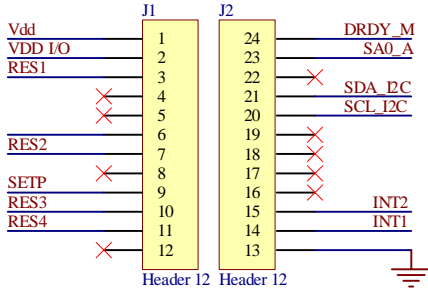 J1 J2
Vdd 1 24 DRDY_M
VDD I/O 2 23 SA0_A
RES1 3 22
4 21 SDA_I2C
5 20 SCL_I2C
6 19
RES2 7 18
8 17
SETP 9 16
RES3 10 15 INT2
RES4 11 14 INT1
12 13
Header 12 Header 12